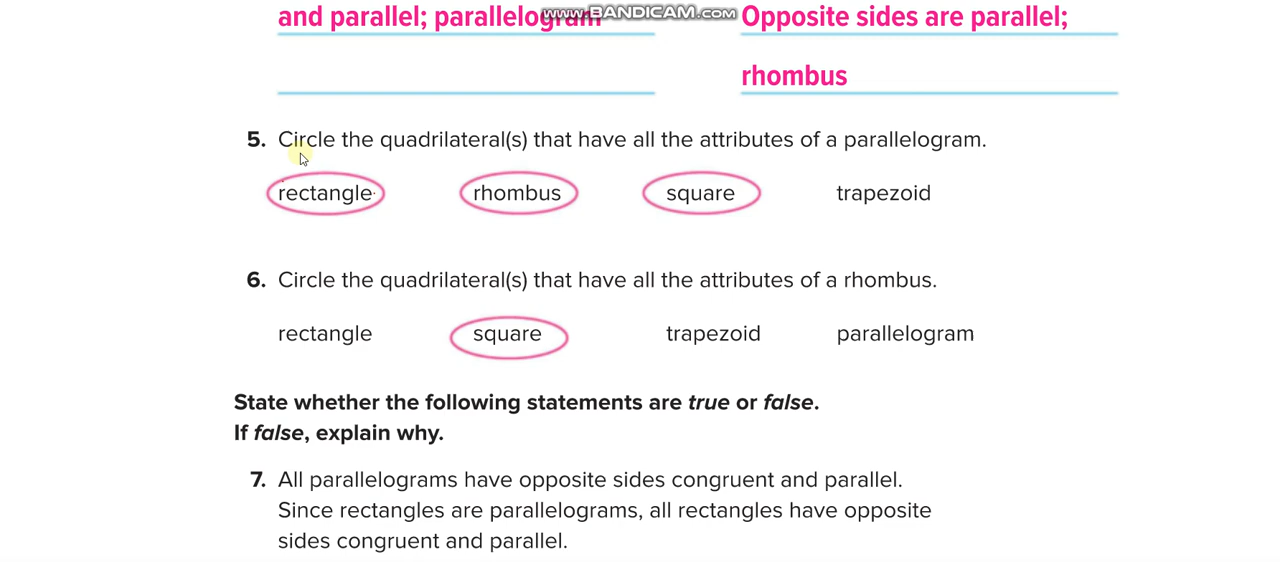 and parallel; parallelogram
www.BANDICAM.com
Opposite sides are parallel;
rhombus
5. Circle the quadrilateral(s) that have all the attributes of a parallelogram.
rectangle rhombus square trapezoid
6. Circle the quadrilateral(s) that have all the attributes of a rhombus.
rectangle square trapezoid parallelogram
State whether the following statements are true or false.
If false, explain why.
7. All parallelograms have opposite sides congruent and parallel.
Since rectangles are parallelograms, all rectangles have opposite
sides congruent and parallel.